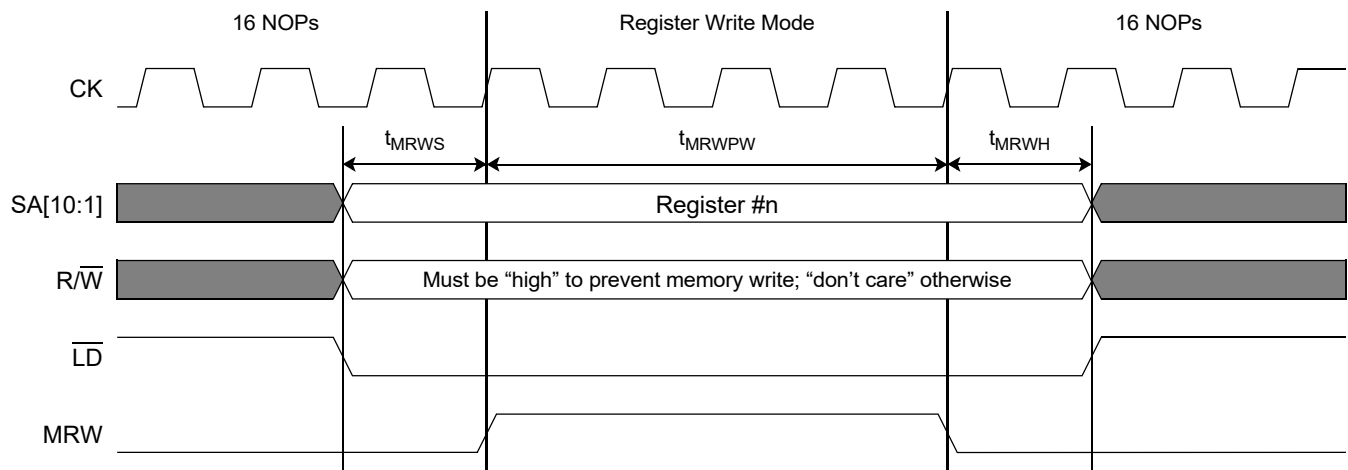 16 NOPs Register Write Mode 16 NOPs
CK
tMRWS tMRWPW tMRWH
SA[10:1] Register #n
R/W̅ Must be “high” to prevent memory write; “don’t care” otherwise
L̅D̅
MRW